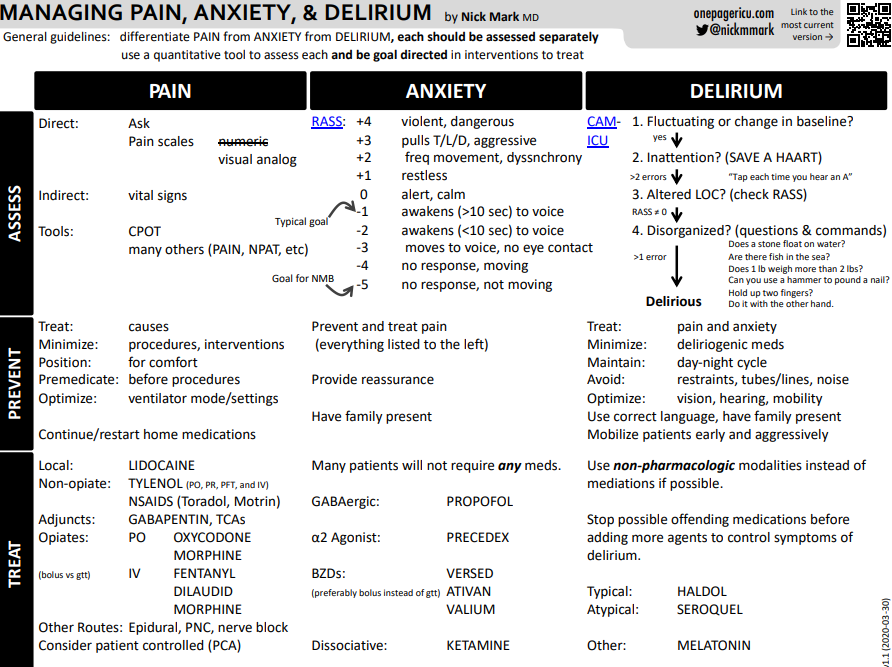 MANAGING PAIN, ANXIETY, & DELIRIUM by Nick Mark MD
onepagericu.com
@nickmmark
Link to the
most current
version →
General guidelines: differentiate PAIN from ANXIETY from DELIRIUM, each should be assessed separately
use a quantitative tool to assess each and be goal directed in interventions to treat
PAIN
ASSESS
Direct: Ask
Pain scales numeric
visual analog
Indirect: vital signs
Tools: CPOT
many others (PAIN, NPAT, etc)
ANXIETY
RASS: +4 violent, dangerous
+3 pulls T/L/D, aggressive
+2 freq movement, dyssnchrony
+1 restless
0 alert, calm
Typical goal
-1 awakens (>10 sec) to voice
-2 awakens (<10 sec) to voice
-3 moves to voice, no eye contact
-4 no response, moving
Goal for NMB
-5 no response, not moving
DELIRIUM
CAM-
ICU
1. Fluctuating or change in baseline?
yes
2. Inattention? (SAVE A HAART)
>2 errors "Tap each time you hear an A"
3. Altered LOC? (check RASS)
RASS ≠ 0
4. Disorganized? (questions & commands)
Does a stone float on water?
Are there fish in the sea?
>1 error
Does 1 lb weigh more than 2 lbs?
Can you use a hammer to pound a nail?
Hold up two fingers?
Do it with the other hand.
Delirious
PREVENT
Treat: causes
Minimize: procedures, interventions
Position: for comfort
Premedicate: before procedures
Optimize: ventilator mode/settings
Continue/restart home medications
Prevent and treat pain
(everything listed to the left)
Provide reassurance
Have family present
Treat: pain and anxiety
Minimize: deliriogenic meds
Maintain: day-night cycle
Avoid: restraints, tubes/lines, noise
Optimize: vision, hearing, mobility
Use correct language, have family present
Mobilize patients early and aggressively
TREAT
Local: LIDOCAINE
Non-opiate: TYLENOL (PO, PR, PFT, and IV)
NSAIDS (Toradol, Motrin)
Adjuncts: GABAPENTIN, TCAs
Opiates: PO OXYCODONE
MORPHINE
(bolus vs gtt) IV FENTANYL
DILAUDID
MORPHINE
Other Routes: Epidural, PNC, nerve block
Consider patient controlled (PCA)
Many patients will not require any meds.
GABAergic: PROPOFOL
α2 Agonist: PRECEDEX
BZDs: VERSED
(preferably bolus instead of gtt) ATIVAN
VALIUM
Dissociative: KETAMINE
Use non-pharmacologic modalities instead of
mediations if possible.
Stop possible offending medications before
adding more agents to control symptoms of
delirium.
Typical: HALDOL
Atypical: SEROQUEL
Other: MELATONIN
v1.1 (2020-03-30)